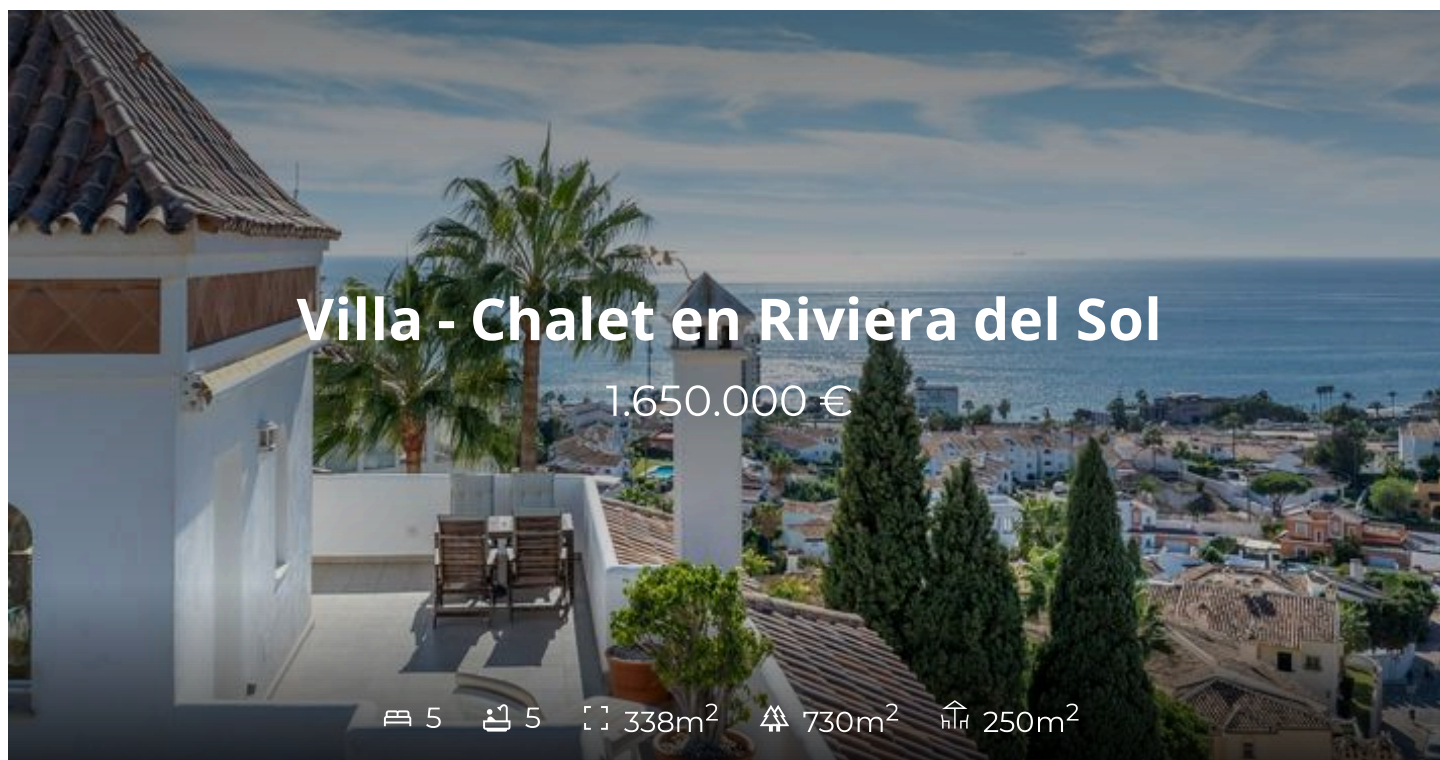 Villa - Chalet en Riviera del Sol
1.650.000 €
5 5 338m² 730m² 250m²